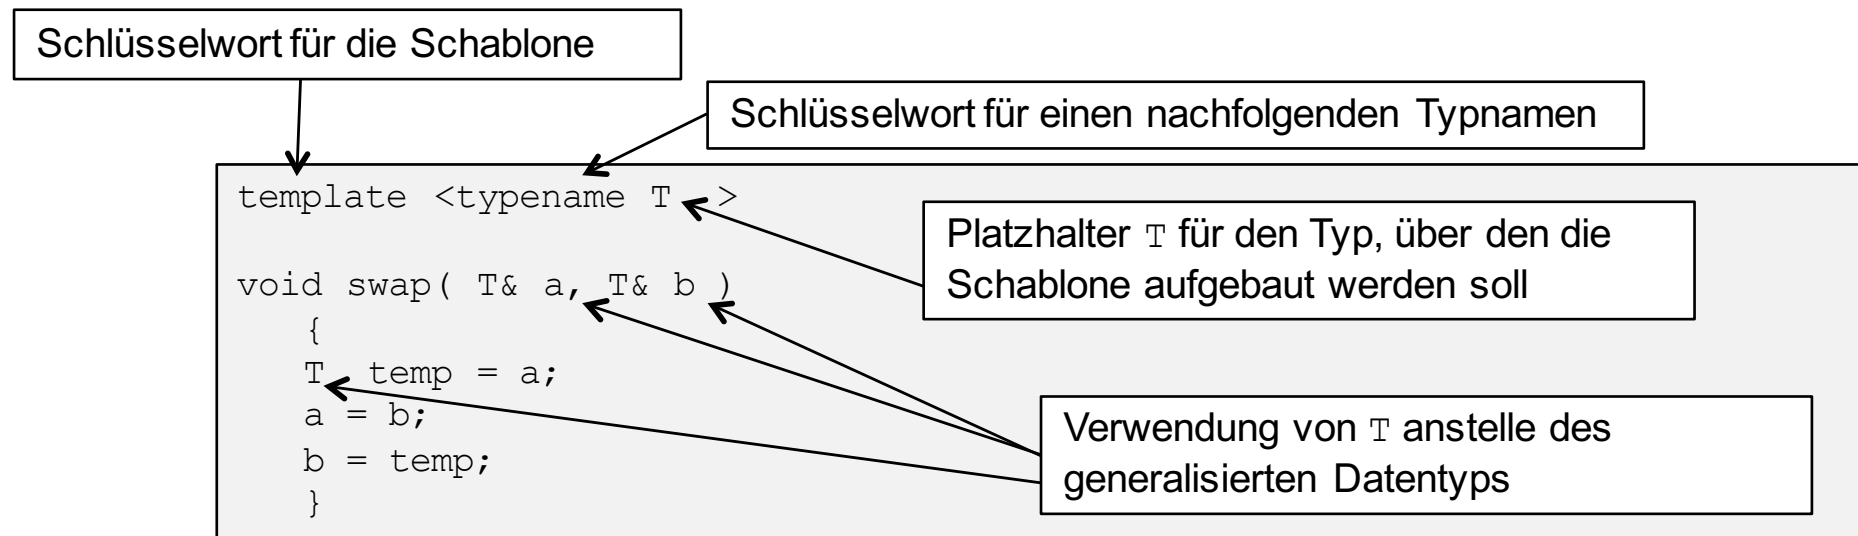 Schlüsselwort für die Schablone
Schlüsselwort für einen nachfolgenden Typnamen
template <typename T >
Platzhalter T für den Typ, über den die
Schablone aufgebaut werden soll
void swap( T& a, T& b )
{
T temp = a;
a = b;
b = temp;
}
Verwendung von T anstelle des
generalisierten Datentyps